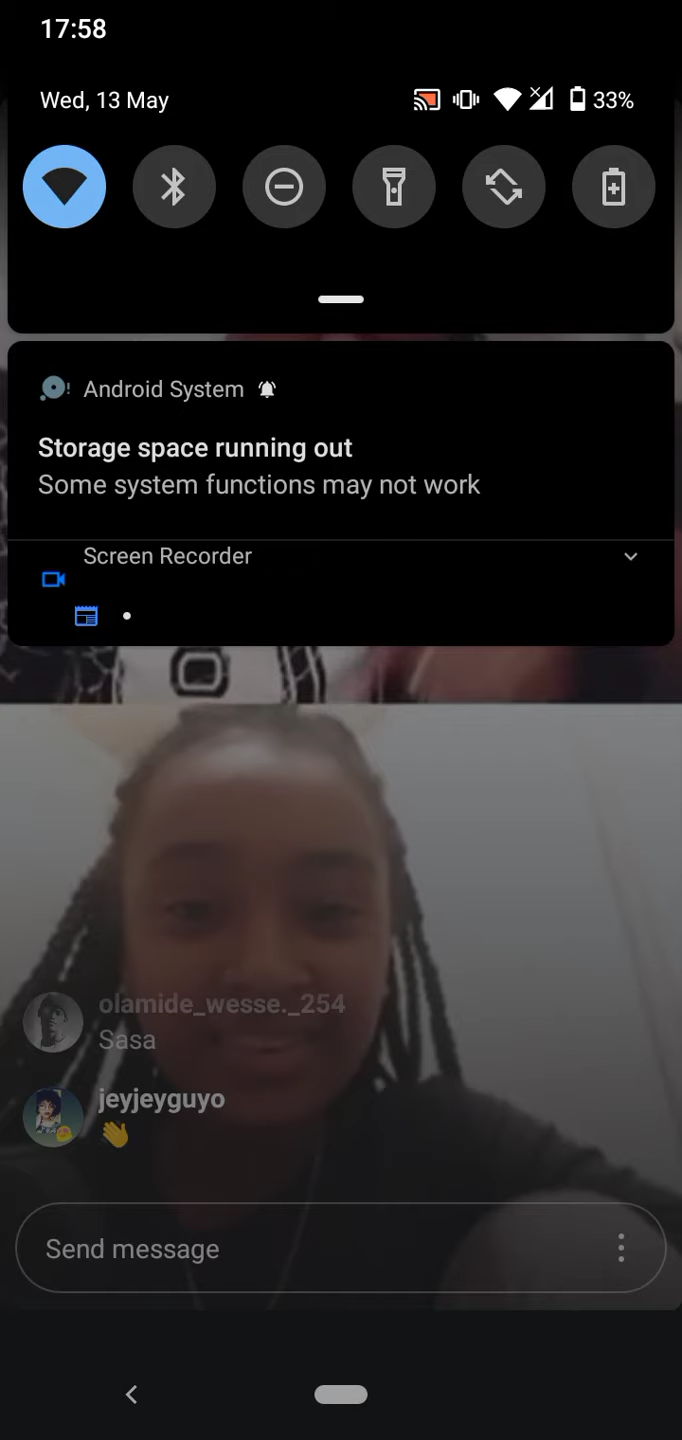 17:58
Wed, 13 May
33%
Android System
Storage space running out
Some system functions may not work
Screen Recorder
olamide_wesse._254
Sasa
jeyjeyguyo
👋
Send message